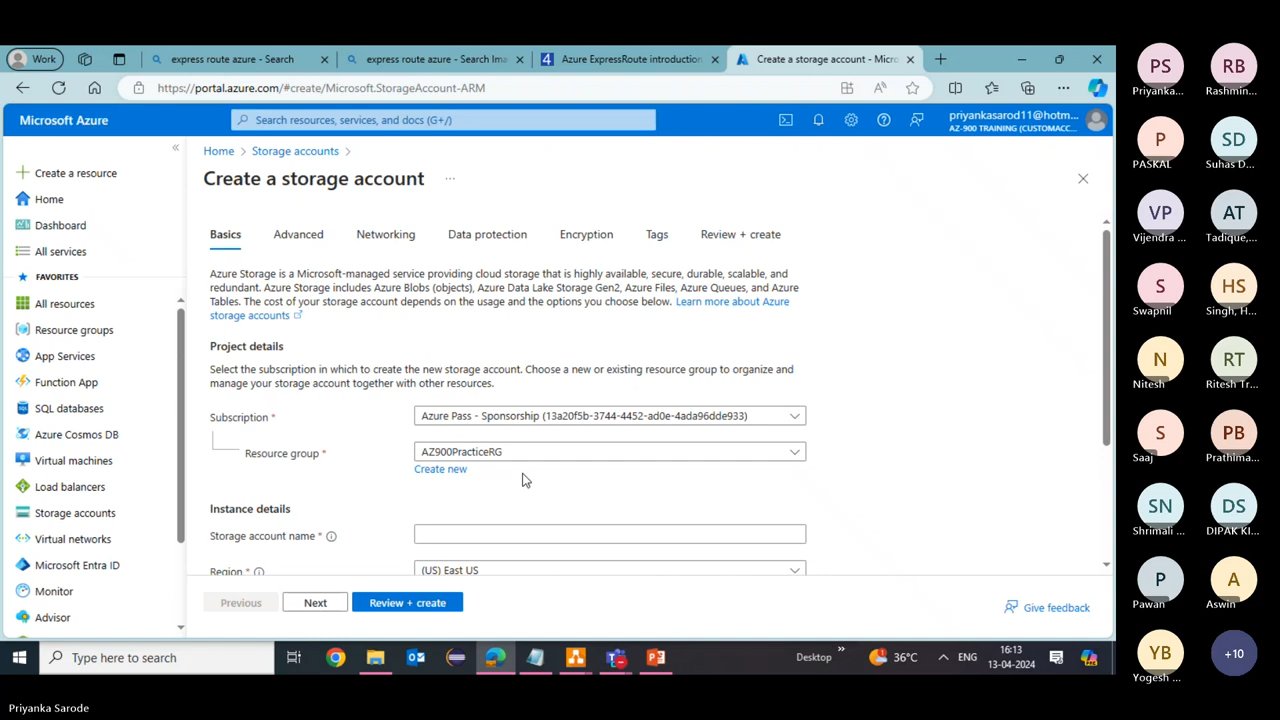 Work
express route azure - Search
express route azure - Search Ima
Azure ExpressRoute introduction
Create a storage account - Micro
https://portal.azure.com/#create/Microsoft.StorageAccount-ARM
Microsoft Azure
Search resources, services, and docs (G+/)
priyankasarod11@hotm...
AZ-900 TRAINING (CUSTOMACC...
Create a resource
Home
Dashboard
All services
FAVORITES
All resources
Resource groups
App Services
Function App
SQL databases
Azure Cosmos DB
Virtual machines
Load balancers
Storage accounts
Virtual networks
Microsoft Entra ID
Monitor
Advisor
Home > Storage accounts >
Create a storage account ...
Basics Advanced Networking Data protection Encryption Tags Review + create
Azure Storage is a Microsoft-managed service providing cloud storage that is highly available, secure, durable, scalable, and
redundant. Azure Storage includes Azure Blobs (objects), Azure Data Lake Storage Gen2, Azure Files, Azure Queues, and Azure
Tables. The cost of your storage account depends on the usage and the options you choose below. Learn more about Azure
storage accounts
Project details
Select the subscription in which to create the new storage account. Choose a new or existing resource group to organize and
manage your storage account together with other resources.
Subscription * Azure Pass - Sponsorship (13a20f5b-3744-4452-ad0e-4ada96dde933)
Resource group * AZ900PracticeRG
Create new
Instance details
Storage account name *
Region * (US) East US
Previous Next Review + create
Give feedback
Type here to search
Desktop
36°C
ENG
16:13
13-04-2024
PS RB
Priyanka... Rashmin...
P SD
PASKAL Suhas D...
VP AT
Vijendra ... Tadique,...
S HS
Swapnil Singh, H...
N RT
Nitesh Ritesh Tr...
S PB
Saaj Prathima...
SN DS
Shrimali ... DIPAK KI...
P A
Pawan Aswin
YB +10
Yogesh ...
Priyanka Sarode